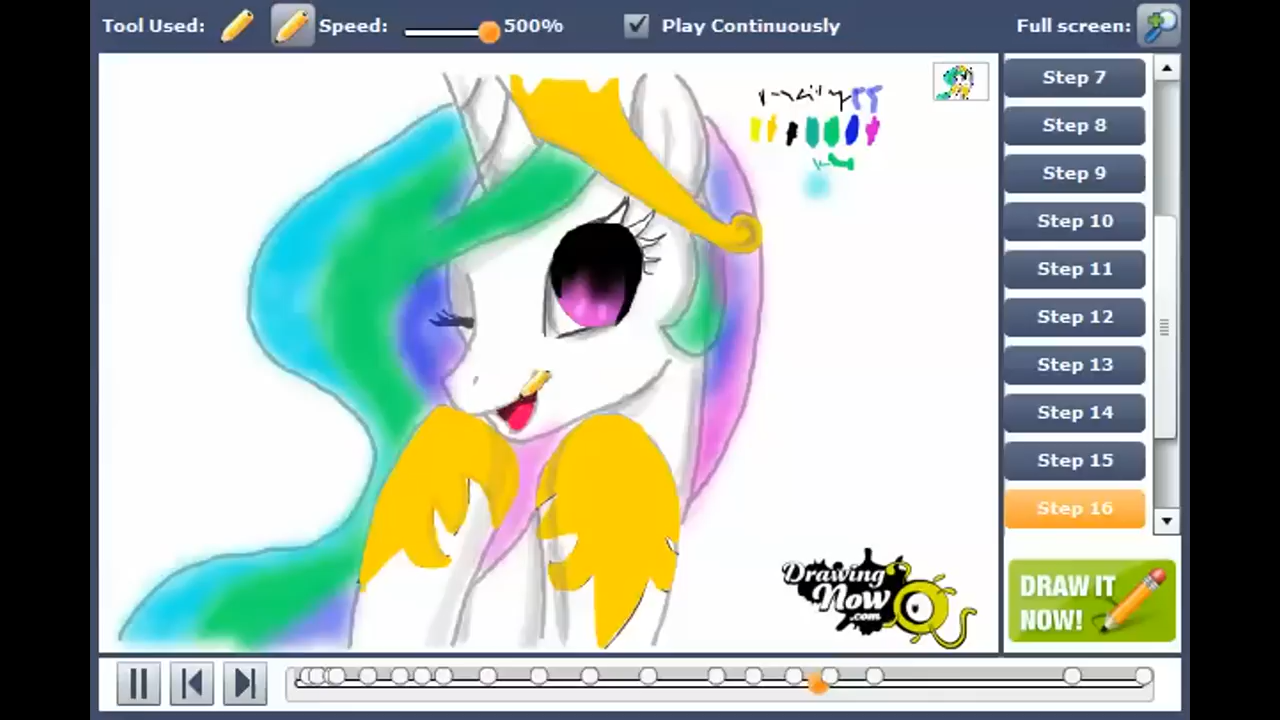 Tool Used:
Speed:
500%
Play Continuously
Full screen:
Step 7
Step 8
Step 9
Step 10
Step 11
Step 12
Step 13
Step 14
Step 15
Step 16
Drawing
Now
.com
DRAW IT
NOW!